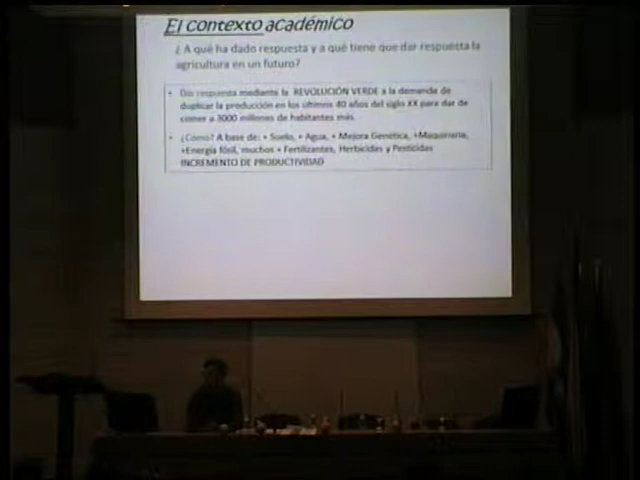 El contexto académico
¿ A qué ha dado respuesta y a qué tiene que dar respuesta la
agricultura en un futuro?
• Dio respuesta mediante la REVOLUCIÓN VERDE a la demanda de
duplicar la producción en los últimos 40 años del siglo XX para dar de
comer a 3000 millones de habitantes más.
• ¿Cómo? A base de: + Suelo, + Agua, + Mejora Genética, +Maquinaria,
+Energía fósil, muchos + Fertilizantes, Herbicidas y Pesticidas
INCREMENTO DE PRODUCTIVIDAD